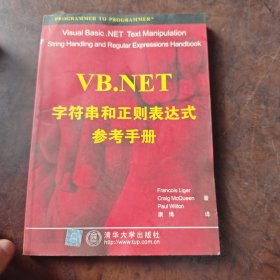 PROGRAMMER TO PROGRAMMER™
Visual Basic .NET Text Manipulation
String Handling and Regular Expressions Handbook
VB.NET
字符串和正则表达式
参考手册
Francois Liger
Craig McQueen 著
Paul Wilton
康博 译
清华大学出版社
http://www.tup.com.cn